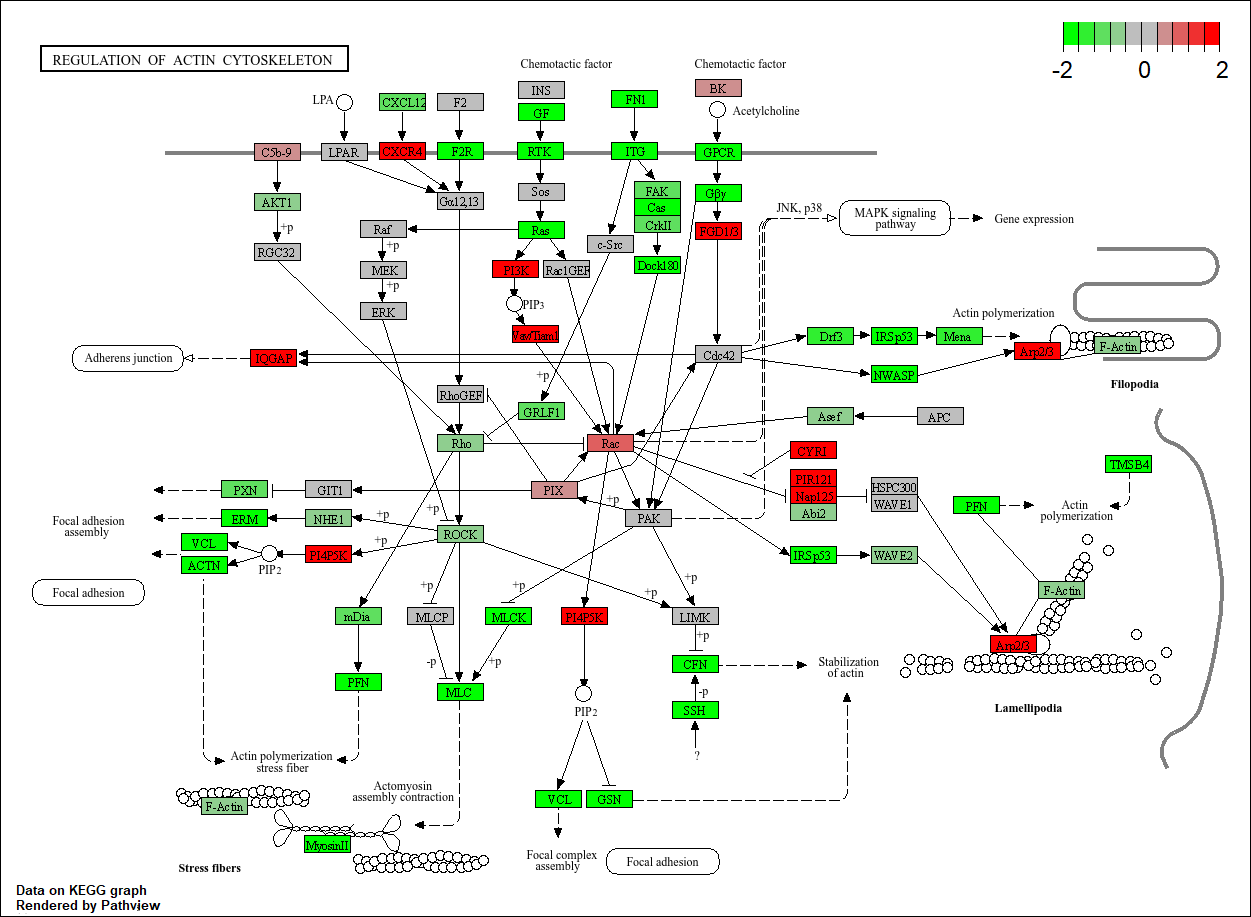 REGULATION OF ACTIN CYTOSKELETON
-2
0
2
Chemotactic factor
Chemotactic factor
LPA
CXCL12
F2
INS
GF
FN1
BK
Acetylcholine
C5b-9
LPAR
CXCR4
F2R
RTK
ITG
GPCR
AKT1
Gα12,13
Sos
FAK
Cas
CrkII
Gβγ
+p
Raf
Ras
FGD1/3
JNK, p38
MAPK signaling
pathway
Gene expression
RGC32
+p
MEK
c-Src
PI3K
Rac1GEF
Dock180
+p
ERK
PIP3
Vav/Tiam1
Actin polymerization
Drf3
IRSp53
Mena
Adherens junction
IQGAP
Cdc42
Arp2/3
F-Actin
NWASP
Filopodia
+p
RhoGEF
GRLF1
Asef
APC
Rho
Rac
CYRI
TMSB4
PXN
GIT1
PIX
PIR121
Nap125
Abi2
HSPC300
WAVE1
+p
PAK
PFN
Actin
polymerization
Focal adhesion
assembly
ERM
NHE1
+p
+p
ROCK
VCL
ACTN
PIP2
PI4P5K
+p
IRSp53
WAVE2
Focal adhesion
+p
+p
+p
+p
F-Actin
mDia
MLCP
MLCK
PI4P5K
LIMK
+p
Arp2/3
-p
+p
CFN
Stabilization
of actin
PFN
MLC
-p
Lamellipodia
PIP2
SSH
?
Actin polymerization
stress fiber
Actomyosin
assembly contraction
F-Actin
VCL
GSN
MyosinII
Stress fibers
Focal complex
assembly
Focal adhesion
Data on KEGG graph
Rendered by Pathview